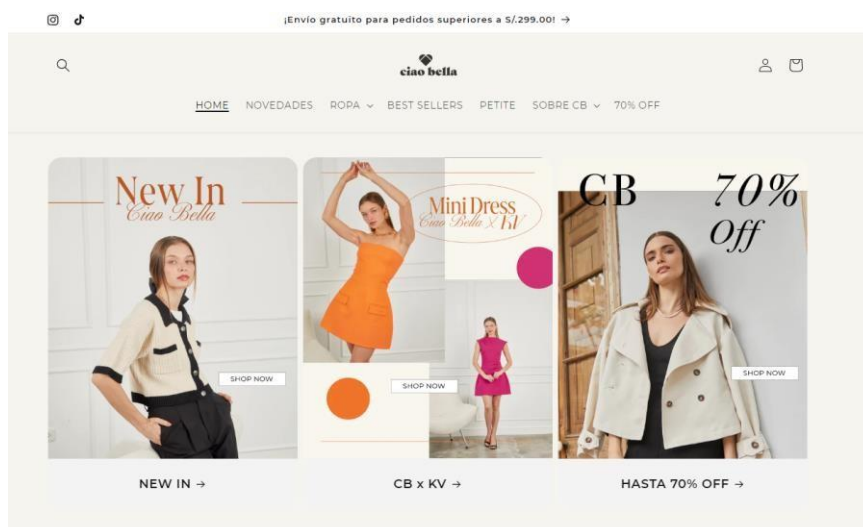 ¡Envío gratuito para pedidos superiores a S/.299.00! →
ciao bella
HOME NOVEDADES ROPA BEST SELLERS PETITE SOBRE CB 70% OFF
New In
Ciao Bella
SHOP NOW
NEW IN →
Mini Dress
Ciao Bella X KV
SHOP NOW
CB x KV →
CB 70%
Off
SHOP NOW
HASTA 70% OFF →